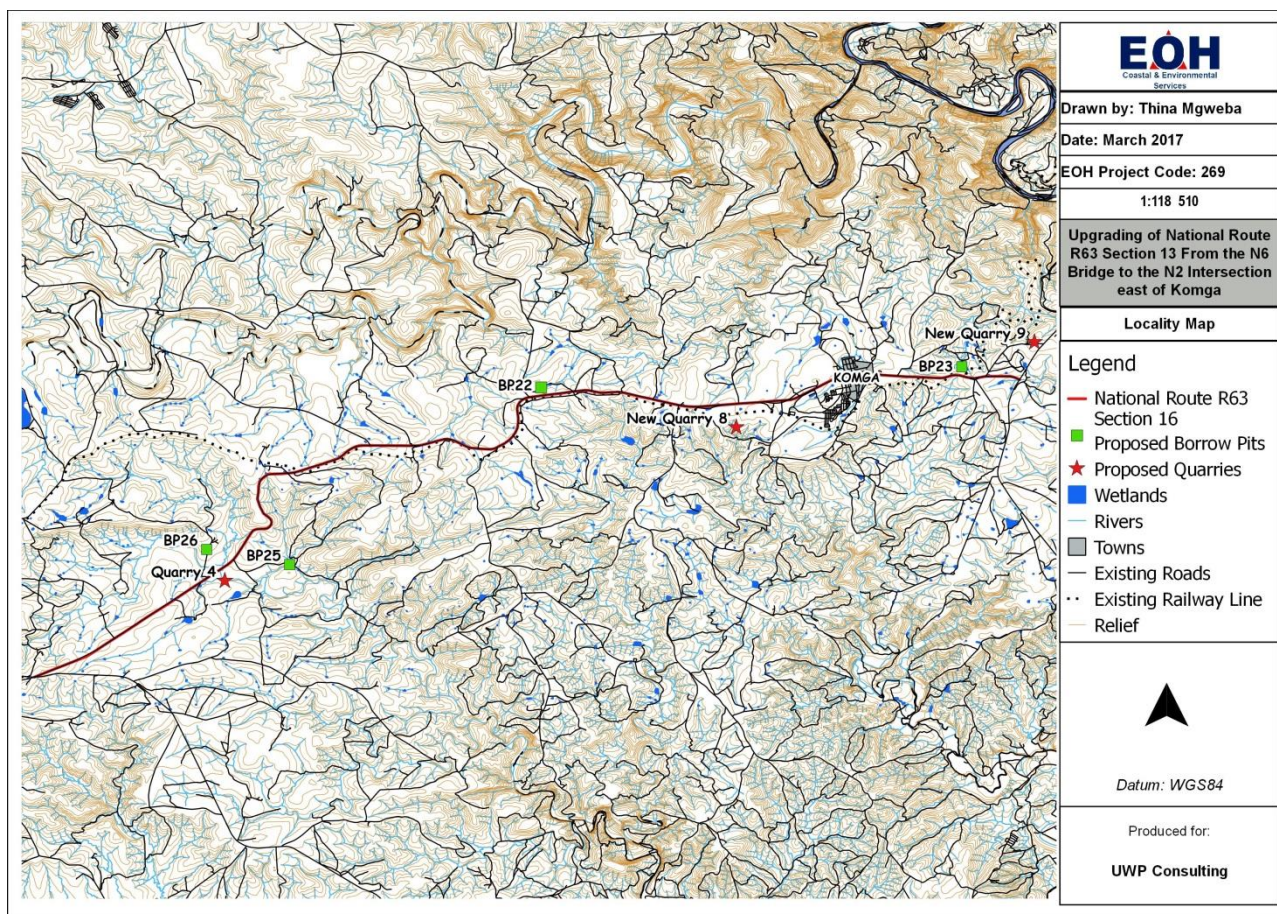 BP22
New Quarry 8
KOMGA
BP23
New Quarry 9
BP26
Quarry 4
BP25
EOH
Coastal & Environmental
Services
Drawn by: Thina Mgweba
Date: March 2017
EOH Project Code: 269
1:118 510
Upgrading of National Route
R63 Section 13 From the N6
Bridge to the N2 Intersection
east of Komga
Locality Map
Legend
National Route R63
Section 16
Proposed Borrow Pits
Proposed Quarries
Wetlands
Rivers
Towns
Existing Roads
Existing Railway Line
Relief
Datum: WGS84
Produced for:
UWP Consulting